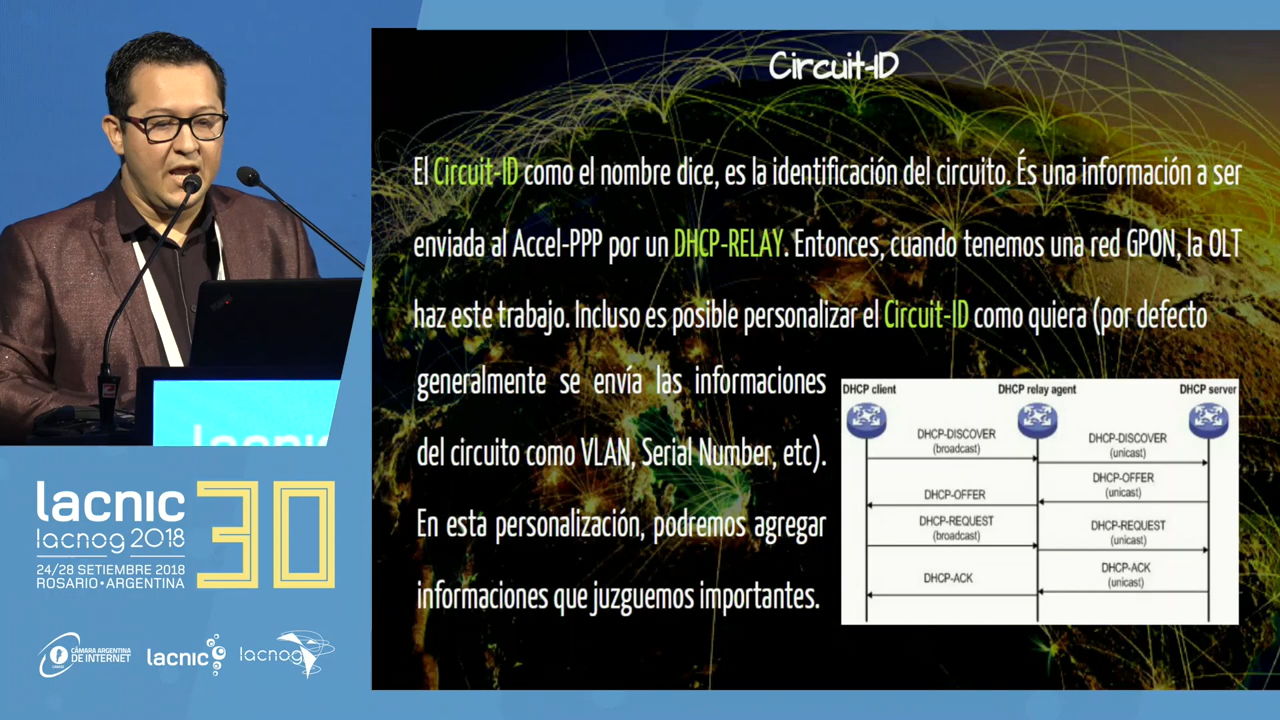 Circuit-ID
El Circuit-ID como el nombre dice, es la identificación del circuito. És una información a ser
enviada al Accel-PPP por un DHCP-RELAY. Entonces, cuando tenemos una red GPON, la OLT
haz este trabajo. Incluso es posible personalizar el Circuit-ID como quiera (por defecto
generalmente se envía las informaciones
del circuito como VLAN, Serial Number, etc).
En esta personalización, podremos agregar
informaciones que juzguemos importantes.
DHCP client
DHCP relay agent
DHCP server
DHCP-DISCOVER
(broadcast)
DHCP-DISCOVER
(unicast)
DHCP-OFFER
DHCP-OFFER
(unicast)
DHCP-REQUEST
(broadcast)
DHCP-REQUEST
(unicast)
DHCP-ACK
DHCP-ACK
(unicast)
lacnic
lacnic 30
lacnog 2018
24/28 SETIEMBRE 2018
ROSARIO•ARGENTINA
CÁMARA ARGENTINA
DE INTERNET
lacnic
lacnog